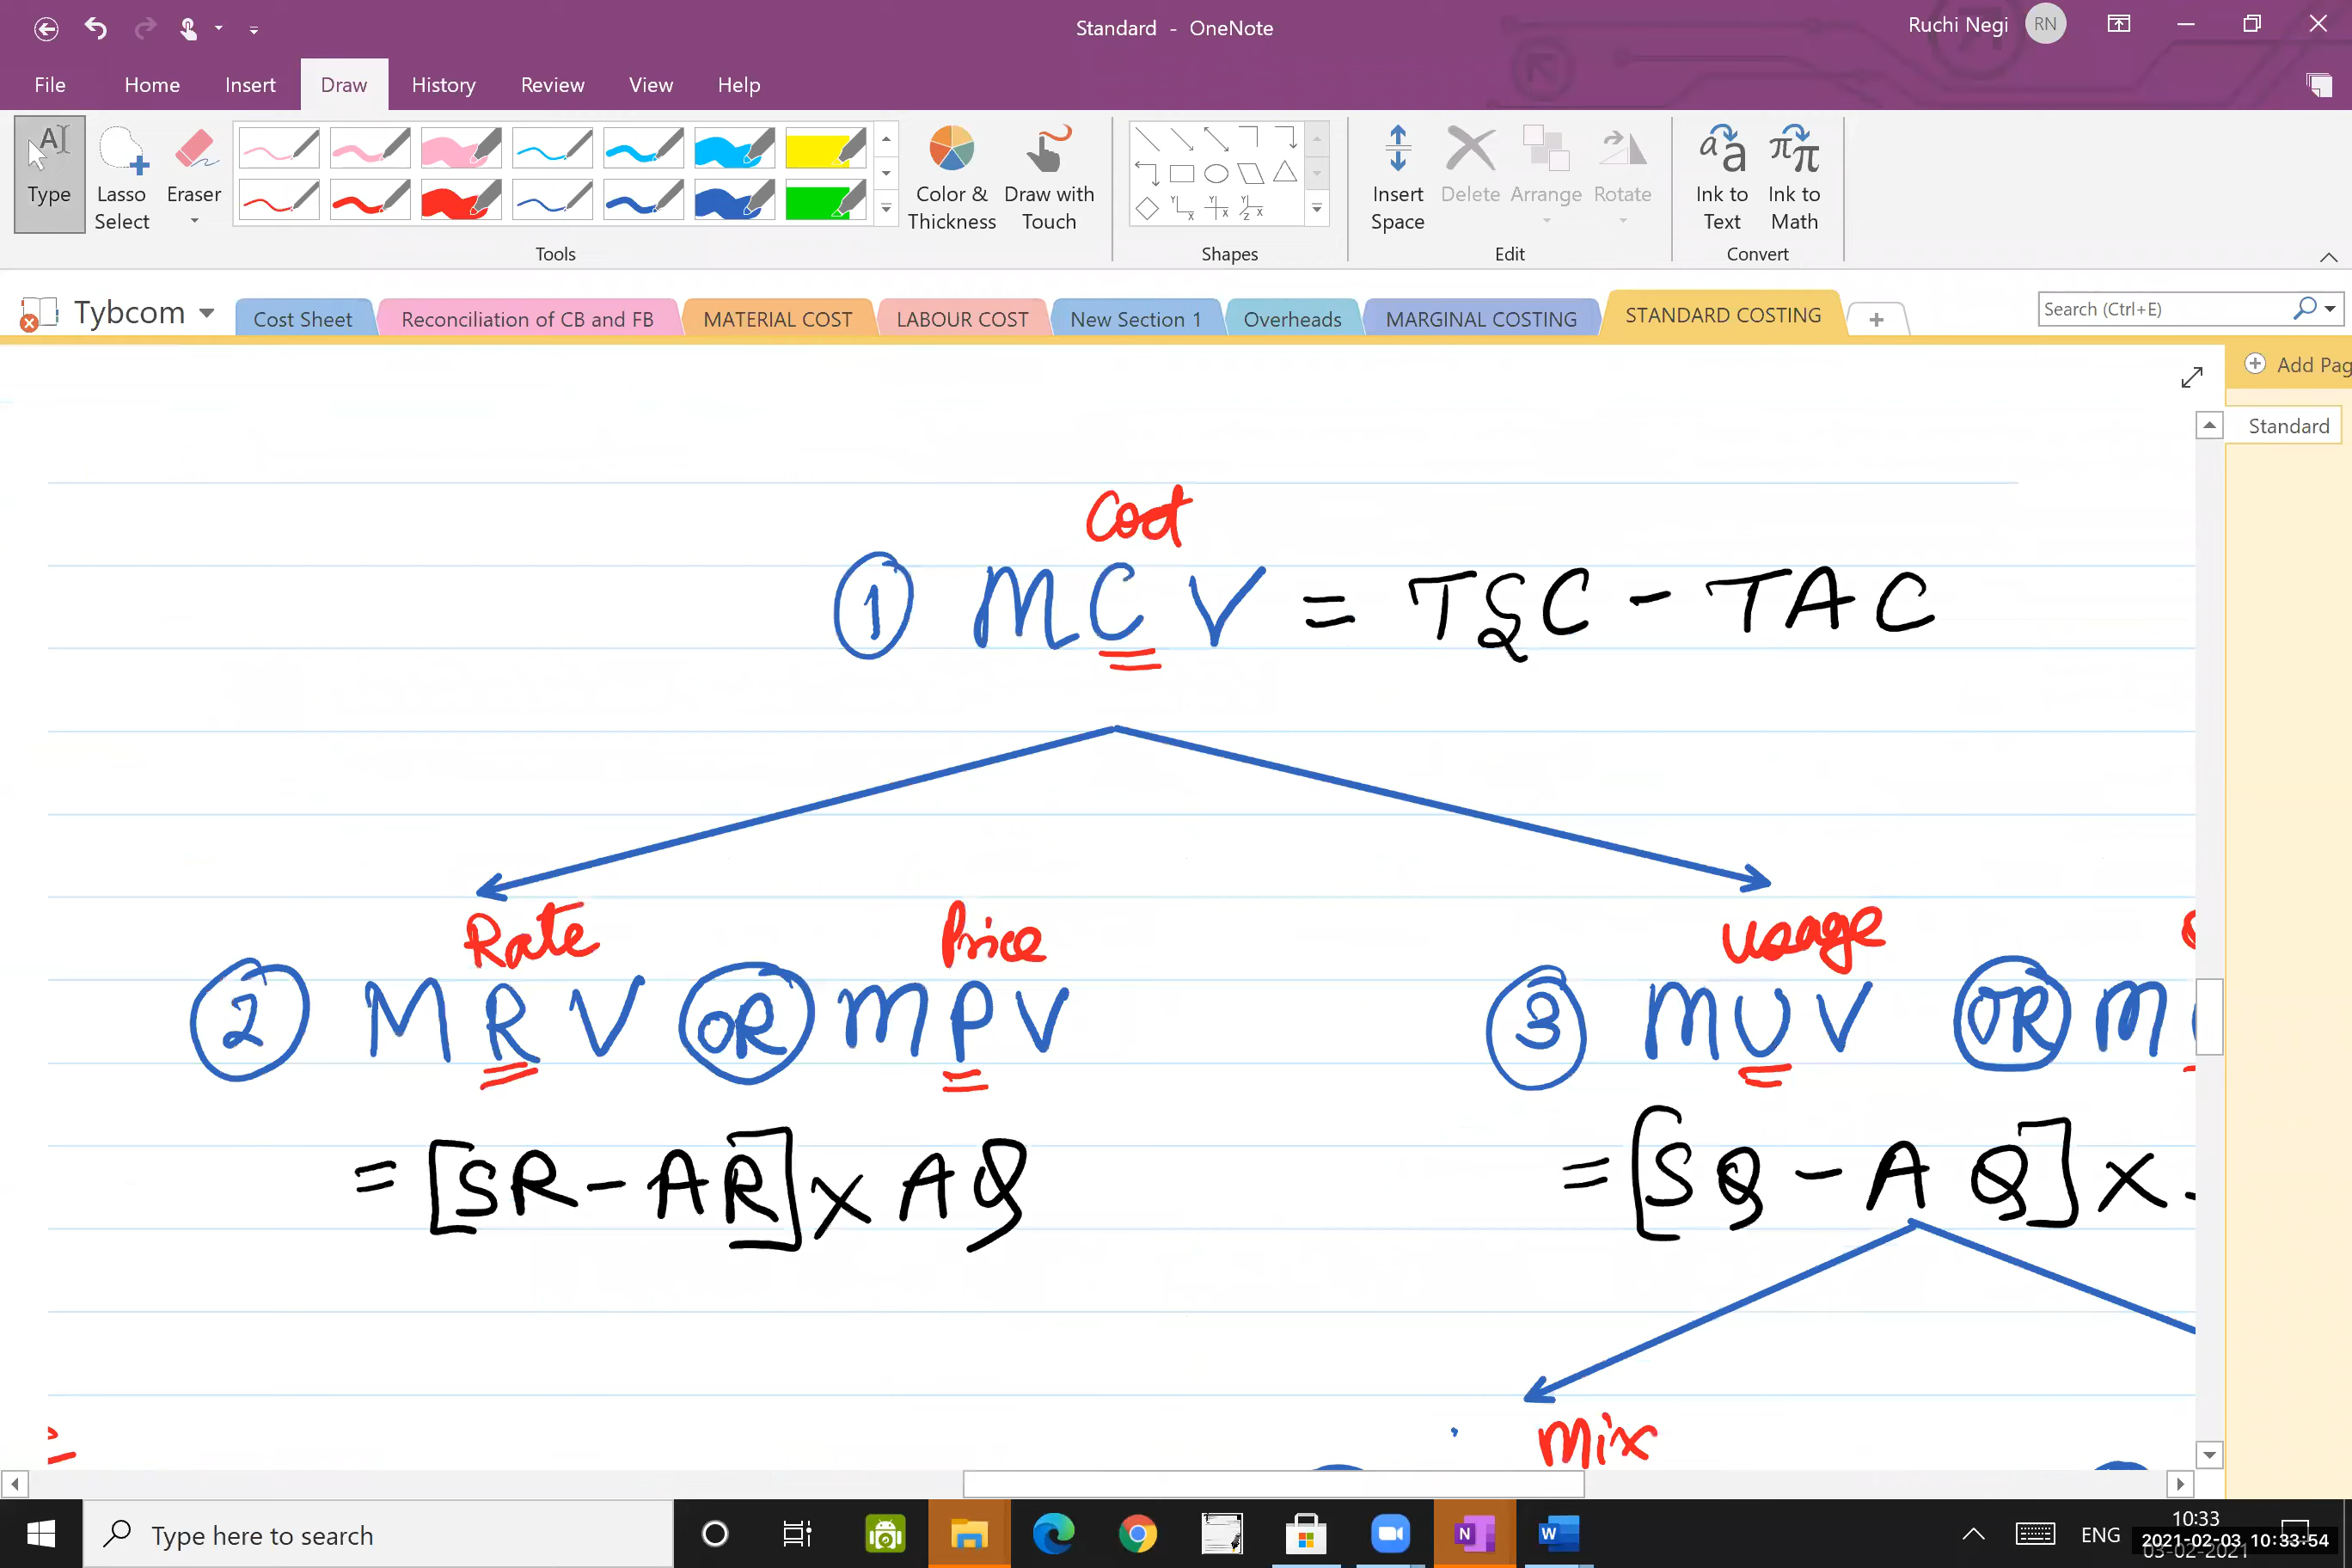 Standard - OneNote
Ruchi Negi RN
File Home Insert Draw History Review View Help
Type
Lasso Select
Eraser
Color & Thickness
Draw with Touch
Insert Space
Delete
Arrange
Rotate
Ink to Text
Ink to Math
Tools
Shapes
Edit
Convert
Tybcom
Cost Sheet
Reconciliation of CB and FB
MATERIAL COST
LABOUR COST
New Section 1
Overheads
MARGINAL COSTING
STANDARD COSTING
Search (Ctrl+E)
Add Pag
Standard
Cost
1 MCV = TSC - TAC
Rate Price
2 MRV OR MPV
= [SR - AR] X AQ
Usage
3 MUV OR M
= [SQ - AQ] X
Mix
Type here to search
ENG
10:33
03-02-2021
2021-02-03 10:33:54